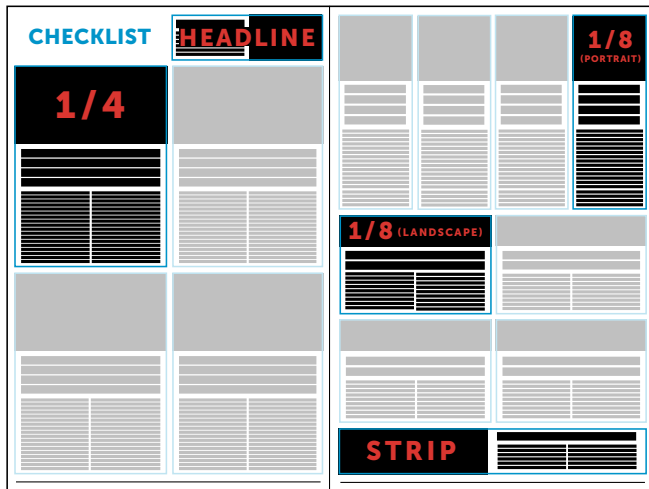 CHECKLIST
HEADLINE
1/4
1/8
(PORTRAIT)
1/8 (LANDSCAPE)
STRIP